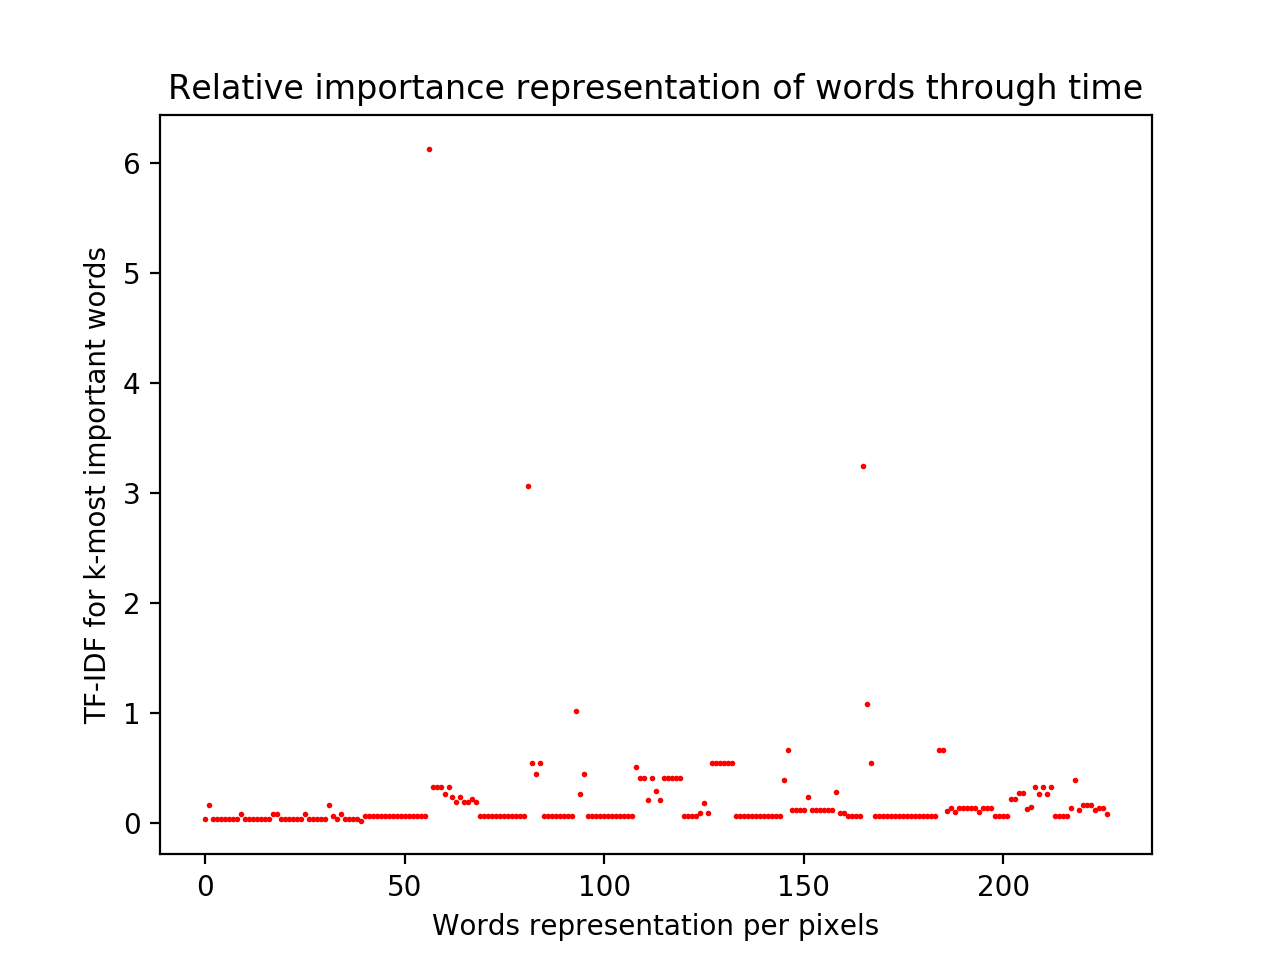 Relative importance representation of words through time
TF-IDF for k-most important words
6
5
4
3
2
1
0
0 50 100 150 200
Words representation per pixels